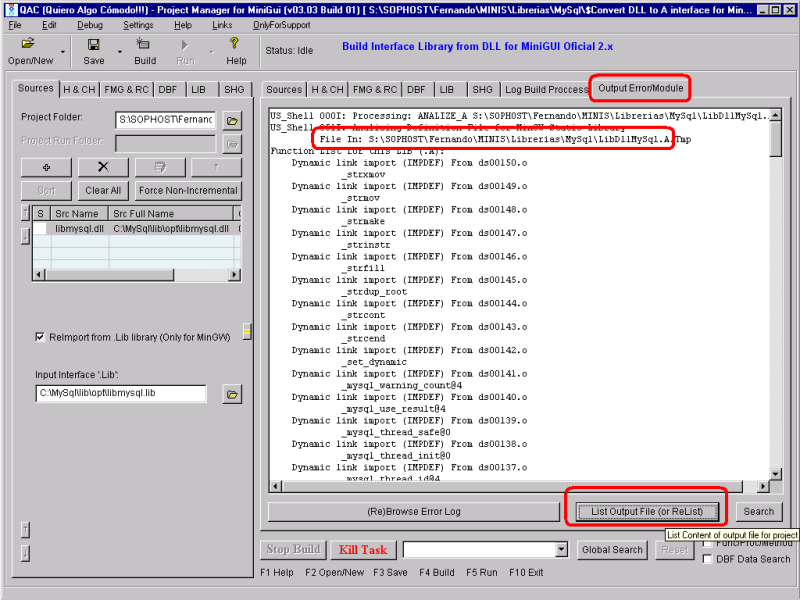 QAC (Quiero Algo Cómodo!!!) - Project Manager for MiniGui (v03.03 Build 01) [ S:\SOPHOST\Fernando\MINIS\Librerias\MySql\$Convert DLL to A interface for Min...
File Edit Debug Settings Help Links OnlyForSupport
Open/New Save Build Run Help Status: Idle
Build Interface Library from DLL for MiniGUI Oficial 2.x
Sources H & CH FMG & RC DBF LIB SHG
Sources H & CH FMG & RC DBF LIB SHG Log Build Proccess Output Error/Module
Project Folder: S:\SOPHOST\Fernand
Project Run Folder:
Sort Clear All Force Non-Incremental
S Src Name Src Full Name
libmysql.dll C:\MySql\lib\opt\libmysql.dll
ReImport from .Lib library (Only for MinGW)
Input Interface '.Lib':
C:\MySql\lib\opt\libmysql.lib
US_Shell 000I: Processing: ANALIZE_A S:\SOPHOST\Fernando\MINIS\Librerias\MySql\LibDllMySql.
US_Shell 051I: Analizing Definition File for MinGW Static Library
File In: S:\SOPHOST\Fernando\MINIS\Librerias\MySql\LibDllMySql.A.Tmp
Function List for this LIB (.A):
Dynamic link import (IMPDEF) From ds00150.o
_strxmov
Dynamic link import (IMPDEF) From ds00149.o
_strmov
Dynamic link import (IMPDEF) From ds00148.o
_strmake
Dynamic link import (IMPDEF) From ds00147.o
_strinstr
Dynamic link import (IMPDEF) From ds00146.o
_strfill
Dynamic link import (IMPDEF) From ds00145.o
_strdup_root
Dynamic link import (IMPDEF) From ds00144.o
_strcont
Dynamic link import (IMPDEF) From ds00143.o
_strcend
Dynamic link import (IMPDEF) From ds00142.o
_set_dynamic
Dynamic link import (IMPDEF) From ds00141.o
_mysql_warning_count@4
Dynamic link import (IMPDEF) From ds00140.o
_mysql_use_result@4
Dynamic link import (IMPDEF) From ds00139.o
_mysql_thread_safe@0
Dynamic link import (IMPDEF) From ds00138.o
_mysql_thread_init@0
Dynamic link import (IMPDEF) From ds00137.o
_mysql_thread_id@4
(Re)Browse Error Log List Output File (or ReList) Search
List Content of output file for project
Stop Build Kill Task Global Search Reset Func/Proc/Method
DBF Data Search
F1 Help F2 Open/New F3 Save F4 Build F5 Run F10 Exit